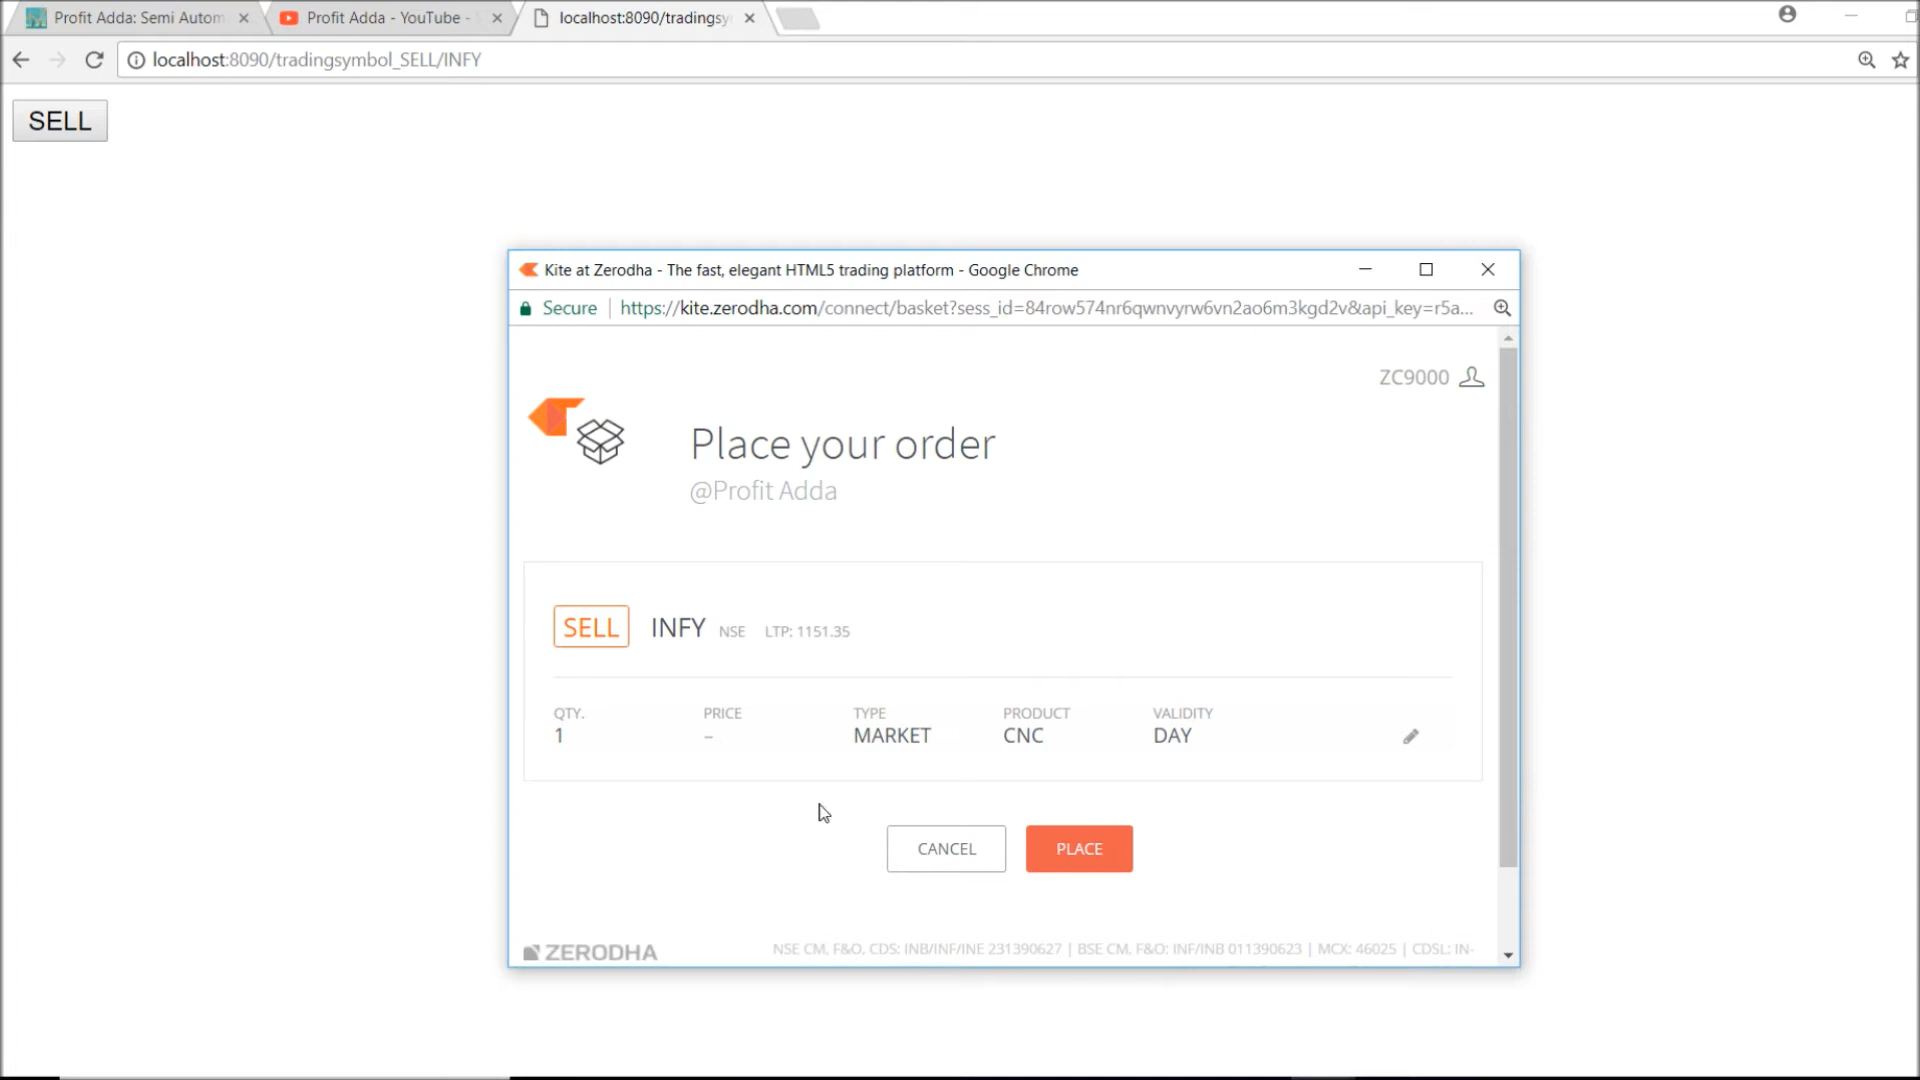 Profit Adda: Semi Autom
Profit Adda - YouTube -
localhost:8090/tradingsy
localhost:8090/tradingsymbol_SELL/INFY
SELL
Kite at Zerodha - The fast, elegant HTML5 trading platform - Google Chrome
Secure https://kite.zerodha.com/connect/basket?sess_id=84row574nr6qwnvyrw6vn2ao6m3kgd2v&api_key=r5a...
ZC9000
Place your order
@Profit Adda
SELL INFY NSE LTP: 1151.35
QTY. PRICE TYPE PRODUCT VALIDITY
1 – MARKET CNC DAY
CANCEL PLACE
ZERODHA NSE CM, F&O, CDS: INB/INF/INE 231390627 | BSE CM, F&O: INF/INB 011390623 | MCX: 46025 | CDSL: IN-